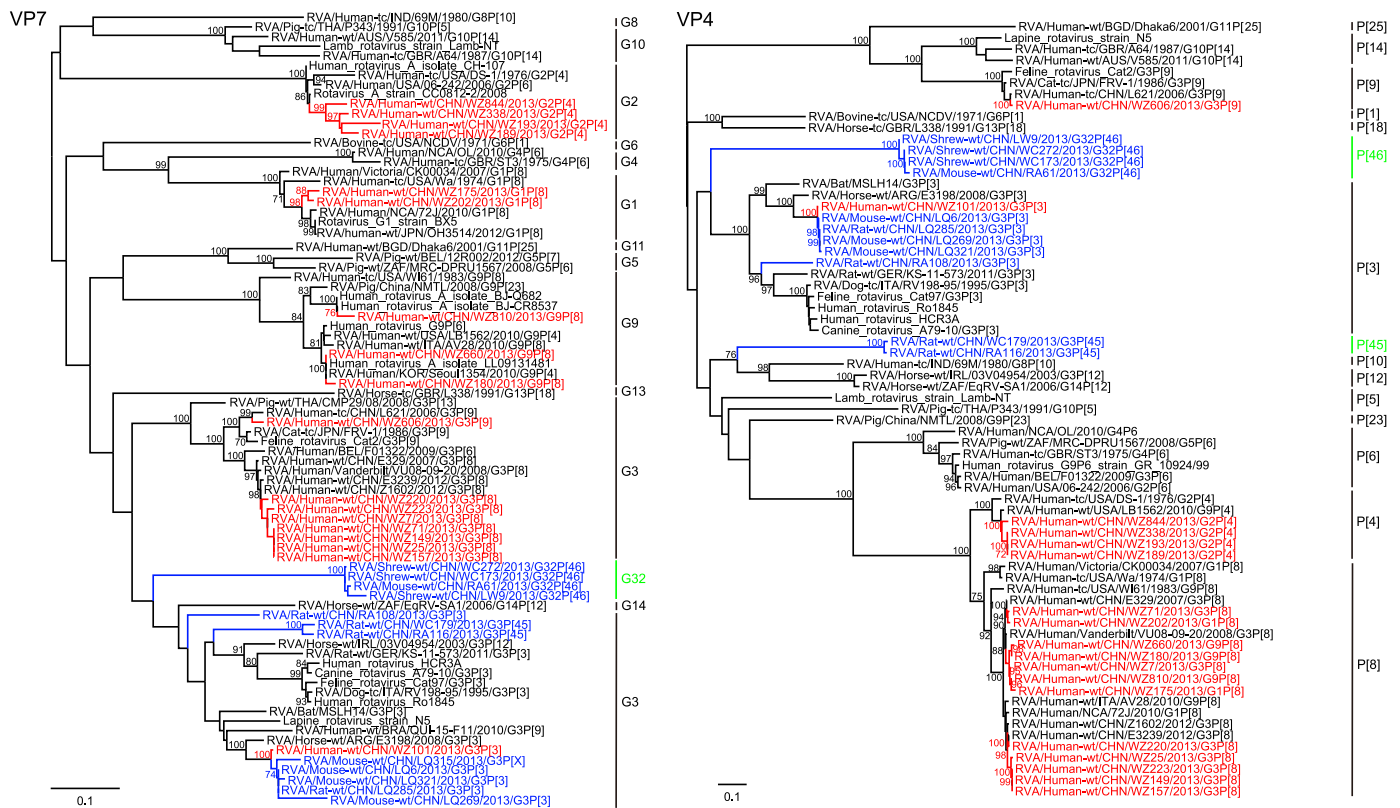 VP7
RVA/Human-tc/IND/69M/1980/G8P[10]
RVA/Pig-tc/THA/P343/1991/G10P[5]
RVA/Human-wt/AUS/V585/2011/G10P[14]
Lamb_rotavirus_strain_Lamb-NT
RVA/Human-tc/GBR/A64/1987/G10P[14]
Human_rotavirus_A_isolate_CH-107
RVA/Human-tc/USA/DS-1/1976/G2P[4]
RVA/Human/USA/06-242/2006/G2P[6]
Rotavirus_A_strain_CC0812-2/2008
RVA/Human-wt/CHN/WZ844/2013/G2P[4]
RVA/Human-wt/CHN/WZ338/2013/G2P[4]
RVA/Human-wt/CHN/WZ193/2013/G2P[4]
RVA/Human-wt/CHN/WZ189/2013/G2P[4]
RVA/Bovine-tc/USA/NCDV/1971/G6P[1]
RVA/Human/NCA/OL/2010/G4P[6]
RVA/Human-tc/GBR/ST3/1975/G4P[6]
RVA/Human/Victoria/CK00034/2007/G1P[8]
RVA/Human-tc/USA/Wa/1974/G1P[8]
RVA/Human-wt/CHN/WZ175/2013/G1P[8]
RVA/Human-wt/CHN/WZ202/2013/G1P[8]
RVA/Human/NCA/72J/2010/G1P[8]
Rotavirus_G1_strain_BX5
RVA/Human-wt/JPN/OH3514/2012/G1P[8]
RVA/Human-wt/BGD/Dhaka6/2001/G11P[25]
RVA/Pig-wt/BEL/12R002/2012/G5P[7]
RVA/Pig-wt/ZAF/MRC-DPRU1567/2008/G5P[6]
RVA/Human-tc/USA/WI61/1983/G9P[8]
RVA/Pig/China/NMTL/2008/G9P[23]
Human_rotavirus_A_isolate_BJ-Q682
Human_rotavirus_A_isolate_BJ-CR8537
RVA/Human-wt/CHN/WZ810/2013/G9P[8]
Human_rotavirus_G9P[6]
RVA/Human-wt/USA/LB1562/2010/G9P[4]
RVA/Human-wt/ITA/AV28/2010/G9P[8]
RVA/Human-wt/CHN/WZ660/2013/G9P[8]
Human_rotavirus_A_isolate_LL09131481
RVA/Human/KOR/Seoul1354/2010/G9P[4]
RVA/Human-wt/CHN/WZ180/2013/G9P[8]
RVA/Horse-tc/GBR/L338/1991/G13P[18]
RVA/Pig-wt/THA/CMP29/08/2008/G3P[13]
RVA/Human-tc/CHN/L621/2006/G3P[9]
RVA/Human-wt/CHN/WZ606/2013/G3P[9]
RVA/Cat-tc/JPN/FRV-1/1986/G3P[9]
Feline_rotavirus_Cat2/G3P[9]
RVA/Human/BEL/F01322/2009/G3P[6]
RVA/Human-wt/CHN/E329/2007/G3P[8]
RVA/Human/Vanderbilt/VU08-09-20/2008/G3P[8]
RVA/Human-wt/CHN/E3239/2012/G3P[8]
RVA/Human-wt/CHN/Z1602/2012/G3P[8]
RVA/Human-wt/CHN/WZ220/2013/G3P[8]
RVA/Human-wt/CHN/WZ223/2013/G3P[8]
RVA/Human-wt/CHN/WZ7/2013/G3P[8]
RVA/Human-wt/CHN/WZ71/2013/G3P[8]
RVA/Human-wt/CHN/WZ149/2013/G3P[8]
RVA/Human-wt/CHN/WZ25/2013/G3P[8]
RVA/Human-wt/CHN/WZ157/2013/G3P[8]
RVA/Shrew-wt/CHN/WC272/2013/G32P[46]
RVA/Shrew-wt/CHN/WC173/2013/G32P[46]
RVA/Mouse-wt/CHN/RA61/2013/G32P[46]
RVA/Shrew-wt/CHN/LW9/2013/G32P[46]
RVA/Horse-wt/ZAF/EqRV-SA1/2006/G14P[12]
RVA/Rat-wt/CHN/RA108/2013/G3P[3]
RVA/Rat-wt/CHN/WC179/2013/G3P[45]
RVA/Rat-wt/CHN/RA116/2013/G3P[45]
RVA/Horse-wt/IRL/03V04954/2003/G3P[12]
RVA/Rat-wt/GER/KS-11-573/2011/G3P[3]
Human_rotavirus_HCR3A
Canine_rotavirus_A79-10/G3P[3]
Feline_rotavirus_Cat97/G3P[3]
RVA/Dog-tc/ITA/RV198-95/1995/G3P[3]
Human_rotavirus_Ro1845
RVA/Bat/MSLH14/G3P[3]
Lapine_rotavirus_strain_N5
RVA/Human-wt/BRA/QUI-15-F11/2010/G3P[9]
RVA/Horse-wt/ARG/E3198/2008/G3P[3]
RVA/Human-wt/CHN/WZ101/2013/G3P[3]
RVA/Mouse-wt/CHN/LQ315/2013/G3P[X]
RVA/Mouse-wt/CHN/LQ6/2013/G3P[3]
RVA/Mouse-wt/CHN/LQ321/2013/G3P[3]
RVA/Rat-wt/CHN/LQ285/2013/G3P[3]
RVA/Mouse-wt/CHN/LQ269/2013/G3P[3]
G8
G10
G2
G6
G4
G1
G11
G5
G9
G13
G3
G32
G14
G3
0.1
VP4
RVA/Human-wt/BGD/Dhaka6/2001/G11P[25]
Lapine_rotavirus_strain_N5
RVA/Human-tc/GBR/A64/1987/G10P[14]
RVA/Human-wt/AUS/V585/2011/G10P[14]
Feline_rotavirus_Cat2/G3P[9]
RVA/Cat-tc/JPN/FRV-1/1986/G3P[9]
RVA/Human-tc/CHN/L621/2006/G3P[9]
RVA/Human-wt/CHN/WZ606/2013/G3P[9]
RVA/Bovine-tc/USA/NCDV/1971/G6P[1]
RVA/Horse-tc/GBR/L338/1991/G13P[18]
RVA/Shrew-wt/CHN/LW9/2013/G32P[46]
RVA/Shrew-wt/CHN/WC272/2013/G32P[46]
RVA/Shrew-wt/CHN/WC173/2013/G32P[46]
RVA/Mouse-wt/CHN/RA61/2013/G32P[46]
RVA/Bat/MSLH14/G3P[3]
RVA/Horse-wt/ARG/E3198/2008/G3P[3]
RVA/Human-wt/CHN/WZ101/2013/G3P[3]
RVA/Mouse-wt/CHN/LQ6/2013/G3P[3]
RVA/Rat-wt/CHN/LQ285/2013/G3P[3]
RVA/Mouse-wt/CHN/LQ269/2013/G3P[3]
RVA/Mouse-wt/CHN/LQ321/2013/G3P[3]
RVA/Rat-wt/CHN/RA108/2013/G3P[3]
RVA/Rat-wt/GER/KS-11-573/2011/G3P[3]
RVA/Dog-tc/ITA/RV198-95/1995/G3P[3]
Feline_rotavirus_Cat97/G3P[3]
Human_rotavirus_Ro1845
Human_rotavirus_HCR3A
Canine_rotavirus_A79-10/G3P[3]
RVA/Rat-wt/CHN/WC179/2013/G3P[45]
RVA/Rat-wt/CHN/RA116/2013/G3P[45]
RVA/Human-tc/IND/69M/1980/G8P[10]
RVA/Horse-wt/IRL/03V04954/2003/G3P[12]
RVA/Horse-wt/ZAF/EqRV-SA1/2006/G14P[12]
Lamb_rotavirus_strain_Lamb-NT
RVA/Pig-tc/THA/P343/1991/G10P[5]
RVA/Pig/China/NMTL/2008/G9P[23]
RVA/Human/NCA/OL/2010/G4P6
RVA/Pig-wt/ZAF/MRC-DPRU1567/2008/G5P[6]
RVA/Human-tc/GBR/ST3/1975/G4P[6]
Human_rotavirus_G9P6_strain_GR_10924/99
RVA/Human/BEL/F01322/2009/G3P[6]
RVA/Human/USA/06-242/2006/G2P[6]
RVA/Human-tc/USA/DS-1/1976/G2P[4]
RVA/Human-wt/USA/LB1562/2010/G9P[4]
RVA/Human-wt/CHN/WZ844/2013/G2P[4]
RVA/Human-wt/CHN/WZ338/2013/G2P[4]
RVA/Human-wt/CHN/WZ193/2013/G2P[4]
RVA/Human-wt/CHN/WZ189/2013/G2P[4]
RVA/Human/Victoria/CK00034/2007/G1P[8]
RVA/Human-tc/USA/Wa/1974/G1P[8]
RVA/Human-tc/USA/WI61/1983/G9P[8]
RVA/Human-wt/CHN/E329/2007/G3P[8]
RVA/Human-wt/CHN/WZ71/2013/G3P[8]
RVA/Human-wt/CHN/WZ202/2013/G1P[8]
RVA/Human/Vanderbilt/VU08-09-20/2008/G3P[8]
RVA/Human-wt/CHN/WZ660/2013/G9P[8]
RVA/Human-wt/CHN/WZ180/2013/G9P[8]
RVA/Human-wt/CHN/WZ7/2013/G3P[8]
RVA/Human-wt/CHN/WZ810/2013/G9P[8]
RVA/Human-wt/CHN/WZ175/2013/G1P[8]
RVA/Human-wt/ITA/AV28/2010/G9P[8]
RVA/Human/NCA/72J/2010/G1P[8]
RVA/Human-wt/CHN/Z1602/2012/G3P[8]
RVA/Human-wt/CHN/E3239/2012/G3P[8]
RVA/Human-wt/CHN/WZ220/2013/G3P[8]
RVA/Human-wt/CHN/WZ25/2013/G3P[8]
RVA/Human-wt/CHN/WZ223/2013/G3P[8]
RVA/Human-wt/CHN/WZ149/2013/G3P[8]
RVA/Human-wt/CHN/WZ157/2013/G3P[8]
P[25]
P[14]
P[9]
P[1]
P[18]
P[46]
P[3]
P[45]
P[10]
P[12]
P[5]
P[23]
P[6]
P[4]
P[8]
0.1